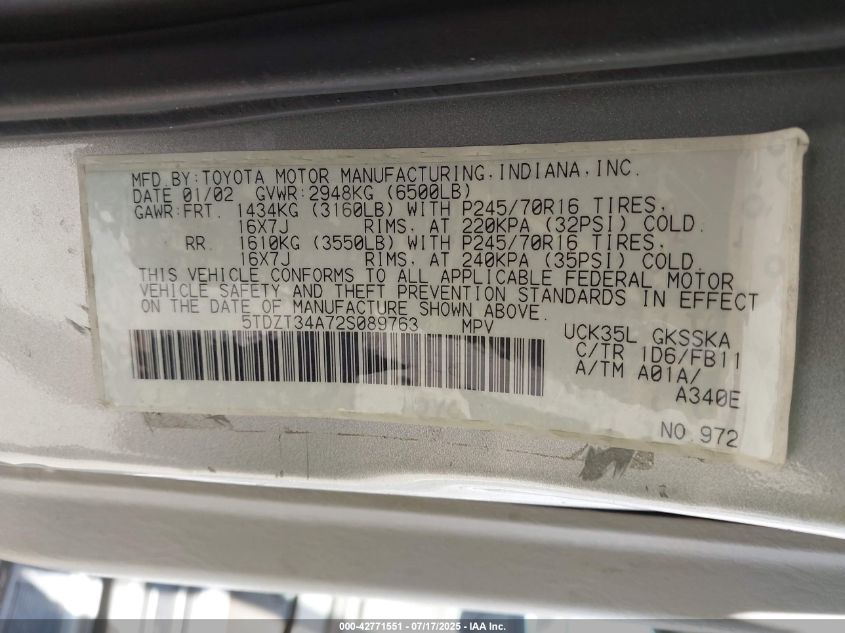 MFD BY:TOYOTA MOTOR MANUFACTURING,INDIANA,INC.
DATE 01/02 GVWR:2948KG (6500LB)
GAWR:FRT. 1434KG (3160LB) WITH P245/70R16 TIRES,
16X7J RIMS, AT 220KPA (32PSI) COLD.
RR. 1610KG (3550LB) WITH P245/70R16 TIRES,
16X7J RIMS, AT 240KPA (35PSI) COLD
THIS VEHICLE CONFORMS TO ALL APPLICABLE FEDERAL MOTOR
VEHICLE SAFETY AND THEFT PREVENTION STANDARDS IN EFFECT
ON THE DATE OF MANUFACTURE SHOWN ABOVE.
5TDZT34A72S089763 MPV
UCK35L GKSSKA
C/TR 1D6/FB11
A/TM A01A/
A340E
NO 972
000-42771551 | 07/17/2025 - IAA Inc.